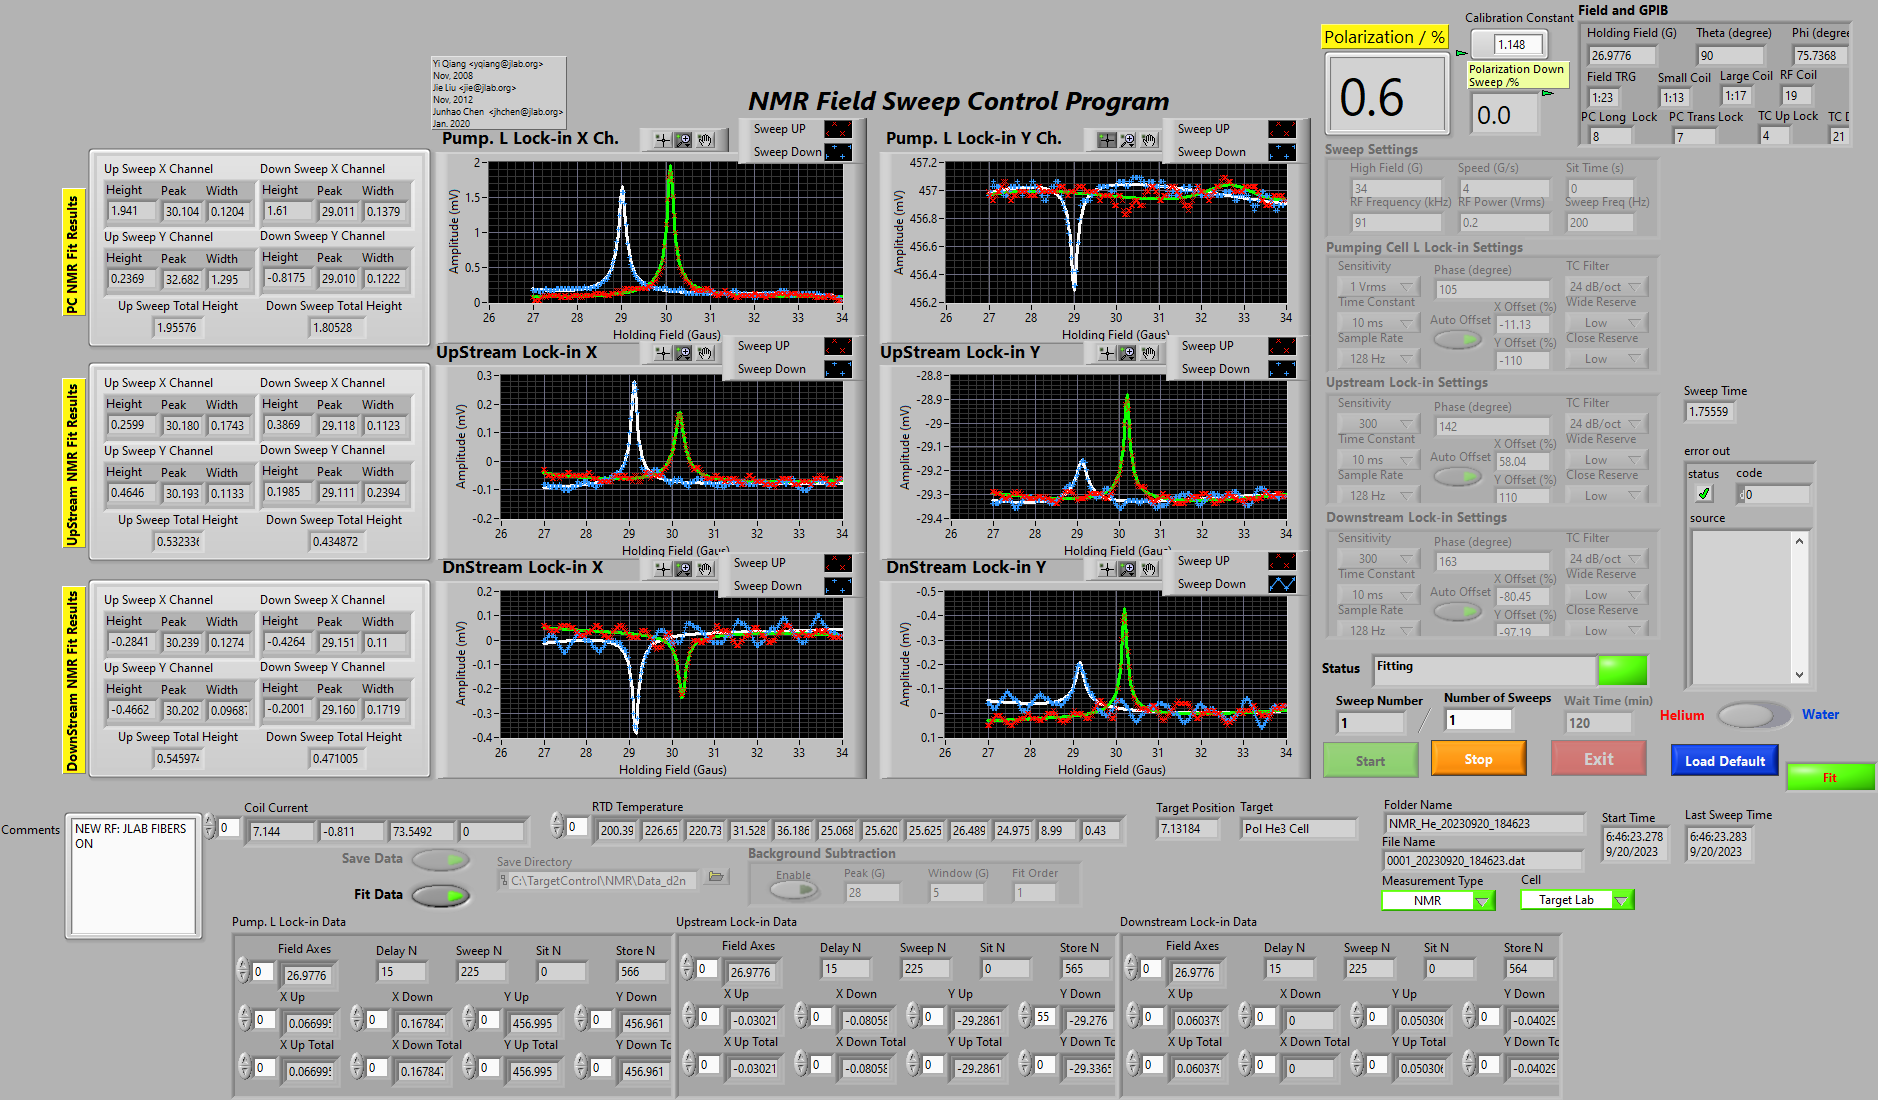 Yi Qiang <yqiang@jlab.org>
Nov, 2008
Jie Liu <jie@jlab.org>
Nov, 2012
Junhao Chen <jhchen@jlab.org>
Jan. 2020
NMR Field Sweep Control Program
Polarization / %
0.6
Calibration Constant
1.148
Polarization Down
Sweep /%
0.0
Field and GPIB
Holding Field (G) Theta (degree) Phi (degree
26.9776 90 75.7368
Field TRG Small Coil Large Coil RF Coil
1:23 1:13 1:17 19
PC Long Lock PC Trans Lock TC Up Lock TC
8 7 4 21
PC NMR Fit Results
Up Sweep X Channel Down Sweep X Channel
Height Peak Width Height Peak Width
1.941 30.104 0.1204 1.61 29.011 0.1379
Up Sweep Y Channel Down Sweep Y Channel
Height Peak Width Height Peak Width
0.2369 32.682 1.295 -0.8175 29.010 0.1222
Up Sweep Total Height Down Sweep Total Height
1.95576 1.80528
UpStream NMR Fit Results
Up Sweep X Channel Down Sweep X Channel
Height Peak Width Height Peak Width
0.2599 30.180 0.1743 0.3869 29.118 0.1123
Up Sweep Y Channel Down Sweep Y Channel
Height Peak Width Height Peak Width
0.4646 30.193 0.1133 0.1985 29.111 0.2394
Up Sweep Total Height Down Sweep Total Height
0.532336 0.434872
DownStream NMR Fit Results
Up Sweep X Channel Down Sweep X Channel
Height Peak Width Height Peak Width
-0.2841 30.239 0.1274 -0.4264 29.151 0.11
Up Sweep Y Channel Down Sweep Y Channel
Height Peak Width Height Peak Width
-0.4662 30.202 0.09687 -0.2001 29.160 0.1719
Up Sweep Total Height Down Sweep Total Height
0.545974 0.471005
Pump. L Lock-in X Ch.
Sweep UP
Sweep Down
Amplitude (mV)
2
1.5
1
0.5
0
26 27 28 29 30 31 32 33 34
Holding Field (Gaus)
Pump. L Lock-in Y Ch.
Sweep UP
Sweep Down
Amplitude (mV)
457.2
457
456.8
456.6
456.4
456.2
26 27 28 29 30 31 32 33 34
Holding Field (Gaus)
UpStream Lock-in X
Sweep UP
Sweep Down
Amplitude (mV)
0.3
0.2
0.1
0
-0.1
-0.2
26 27 28 29 30 31 32 33 34
Holding Field (Gaus)
UpStream Lock-in Y
Sweep UP
Sweep Down
Amplitude (mV)
-28.8
-28.9
-29
-29.1
-29.2
-29.3
-29.4
26 27 28 29 30 31 32 33 34
Holding Field (Gaus)
DnStream Lock-in X
Sweep UP
Sweep Down
Amplitude (mV)
0.2
0.1
0
-0.1
-0.2
-0.3
-0.4
26 27 28 29 30 31 32 33 34
Holding Field (Gaus)
DnStream Lock-in Y
Sweep UP
Sweep Down
Amplitude (mV)
-0.5
-0.4
-0.3
-0.2
-0.1
0
0.1
26 27 28 29 30 31 32 33 34
Holding Field (Gaus)
Sweep Settings
High Field (G) Speed (G/s) Sit Time (s)
34 4 0
RF Frequency (kHz) RF Power (Vrms) Sweep Freq (Hz)
91 0.2 200
Pumping Cell L Lock-in Settings
Sensitivity Phase (degree) TC Filter
1 Vrms 105 24 dB/oct
Time Constant X Offset (%) Wide Reserve
10 ms Auto Offset -11.13 Low
Sample Rate Y Offset (%) Close Reserve
128 Hz -110 Low
Upstream Lock-in Settings
Sensitivity Phase (degree) TC Filter
300 142 24 dB/oct
Time Constant X Offset (%) Wide Reserve
10 ms Auto Offset 58.04 Low
Sample Rate Y Offset (%) Close Reserve
128 Hz 110 Low
Downstream Lock-in Settings
Sensitivity Phase (degree) TC Filter
300 163 24 dB/oct
Time Constant X Offset (%) Wide Reserve
10 ms Auto Offset -80.45 Low
Sample Rate Y Offset (%) Close Reserve
128 Hz -97.19 Low
Sweep Time
1.75559
error out
status code
0
source
Status Fitting
Sweep Number Number of Sweeps Wait Time (min)
1 / 1 120
Helium Water
Start Stop Exit Load Default Fit
Comments
NEW RF: JLAB FIBERS
ON
Coil Current
0 7.144 -0.811 73.5492 0
RTD Temperature
0 200.39 226.65 220.73 31.528 36.186 25.068 25.620 25.625 26.489 24.975 8.99 0.43
Target Position Target
7.13184 Pol He3 Cell
Folder Name
NMR_He_20230920_184623
File Name
0001_20230920_184623.dat
Start Time
6:46:23.278
9/20/2023
Last Sweep Time
6:46:23.283
9/20/2023
Measurement Type Cell
NMR Target Lab
Save Data
Fit Data
Save Directory
C:\TargetControl\NMR\Data_d2n
Background Subtraction
Enable Peak (G) Window (G) Fit Order
28 5 1
Pump. L Lock-in Data
Field Axes Delay N Sweep N Sit N Store N
0 26.9776 15 225 0 566
X Up X Down Y Up Y Down
0 0.066995 0 0.167847 0 456.995 0 456.961
X Up Total X Down Total Y Up Total Y Down To
0 0.066995 0 0.167847 0 456.995 0 456.961
Upstream Lock-in Data
Field Axes Delay N Sweep N Sit N Store N
0 26.9776 15 225 0 565
X Up X Down Y Up Y Down
0 -0.03021 0 -0.08058 0 -29.2861 55 -29.276
X Up Total X Down Total Y Up Total Y Down To
0 -0.03021 0 -0.08058 0 -29.2861 0 -29.3365
Downstream Lock-in Data
Field Axes Delay N Sweep N Sit N Store N
0 26.9776 15 225 0 564
X Up X Down Y Up Y Down
0 0.060379 0 0 0 0.050306 0 -0.04029
X Up Total X Down Total Y Up Total Y Down To
0 0.060379 0 0 0 0.050306 0 -0.04029